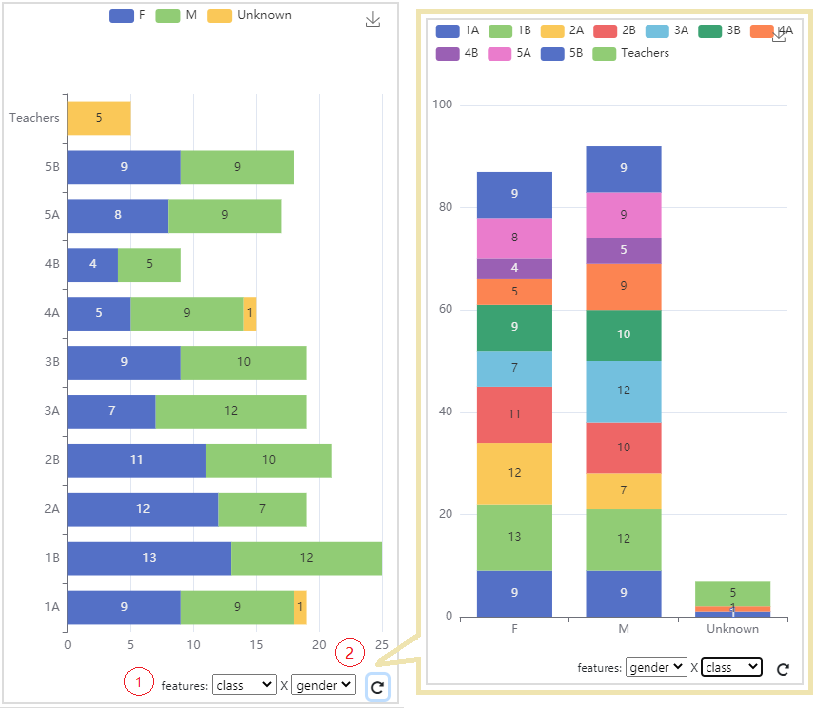 F M Unknown
Teachers 5
5B 9 9
5A 8 9
4B 4 5
4A 5 9 1
3B 9 10
3A 7 12
2B 11 10
2A 12 7
1B 13 12
1A 9 9 1
0 5 10 15 20 25
1 features: class X gender
2
1A 1B 2A 2B 3A 3B 4A
4B 5A 5B Teachers
100
80
60
40
20
0
9 9
8 9
4 5
5 9
9 10
7 12
11 10
12 7
13 12 5
1
9 9 1
F M Unknown
features: gender X class